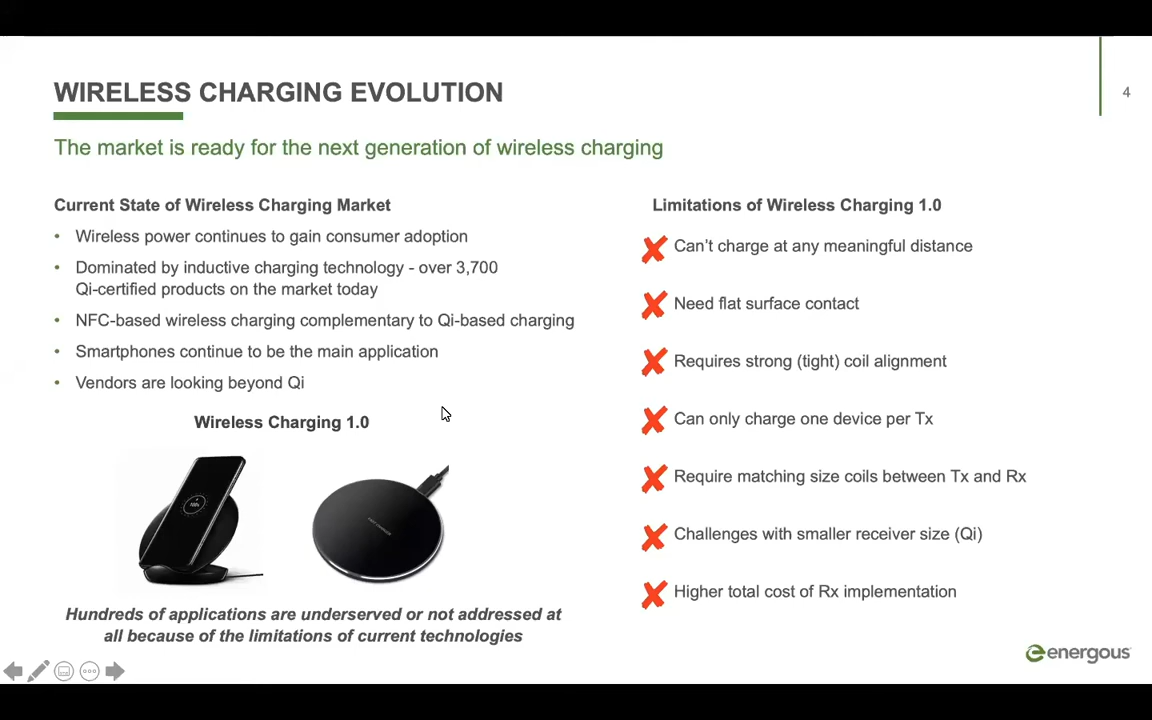 WIRELESS CHARGING EVOLUTION
4
The market is ready for the next generation of wireless charging
Current State of Wireless Charging Market
• Wireless power continues to gain consumer adoption
• Dominated by inductive charging technology - over 3,700
Qi-certified products on the market today
• NFC-based wireless charging complementary to Qi-based charging
• Smartphones continue to be the main application
• Vendors are looking beyond Qi
Wireless Charging 1.0
Hundreds of applications are underserved or not addressed at
all because of the limitations of current technologies
Limitations of Wireless Charging 1.0
Can’t charge at any meaningful distance
Need flat surface contact
Requires strong (tight) coil alignment
Can only charge one device per Tx
Require matching size coils between Tx and Rx
Challenges with smaller receiver size (Qi)
Higher total cost of Rx implementation
energous